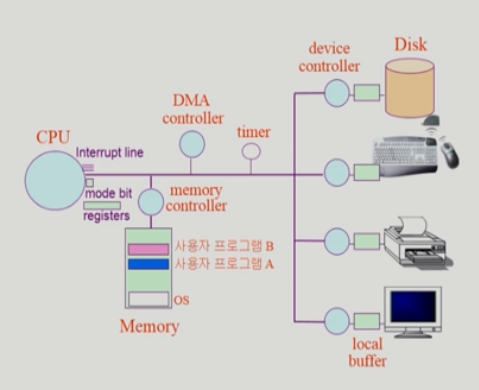 device
controller
Disk
DMA
controller
timer
CPU
Interrupt line
mode bit
registers
memory
controller
사용자 프로그램 B
사용자 프로그램 A
OS
Memory
local
buffer